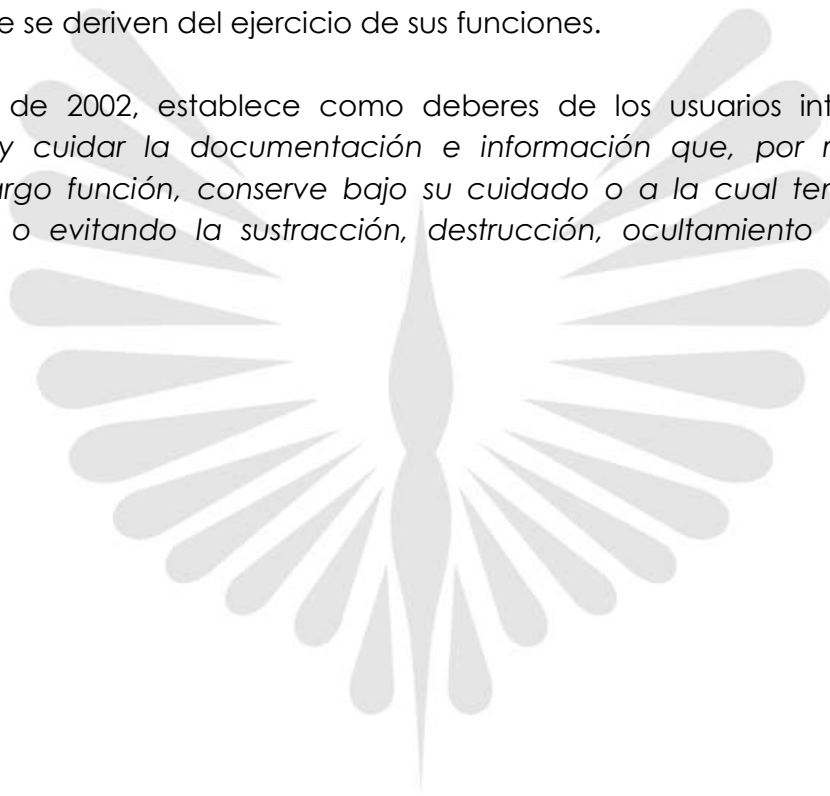 e se deriven del ejercicio de sus funciones.
de 2002, establece como deberes de los usuarios int
y cuidar la documentación e información que, por r
argo función, conserve bajo su cuidado o a la cual ter
o evitando la sustracción, destrucción, ocultamiento